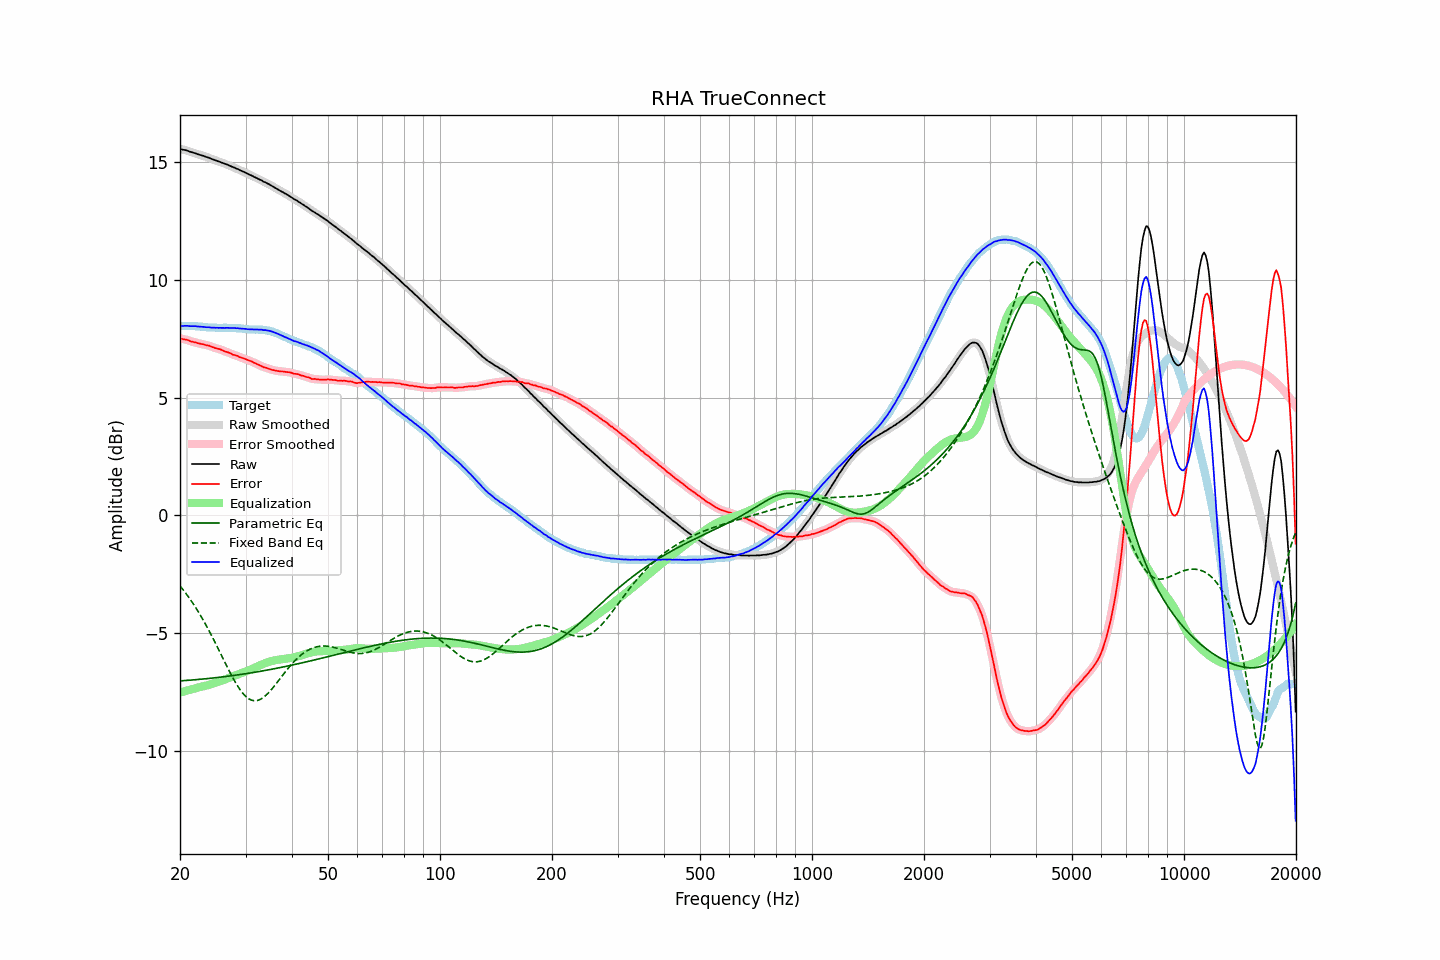 RHA TrueConnect
Amplitude (dBr)
15
10
5
0
−5
−10
Target
Raw Smoothed
Error Smoothed
Raw
Error
Equalization
Parametric Eq
Fixed Band Eq
Equalized
20 50 100 200 500 1000 2000 5000 10000 20000
Frequency (Hz)